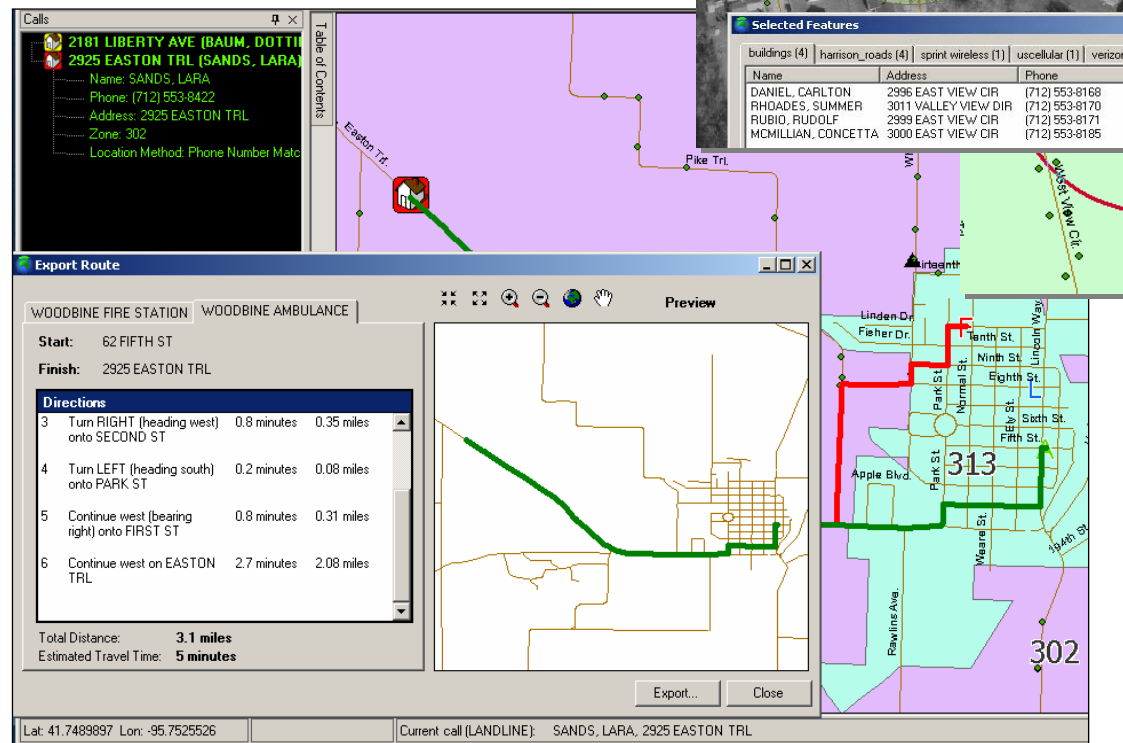 Calls
2181 LIBERTY AVE (BAUM, DOTTI
2925 EASTON TRL (SANDS, LARA)
Name: SANDS, LARA
Phone: (712) 553-8422
Address: 2925 EASTON TRL
Zone: 302
Location Method: Phone Number Matc
Table of Contents
Selected Features
buildings (4) harrison_roads (4) sprint wireless (1) uscellular (1) verizor
Name Address Phone
DANIEL, CARLTON 2996 EAST VIEW CIR (712) 553-8168
RHOADES, SUMMER 3011 VALLEY VIEW DIR (712) 553-8170
RUBIO, RUDOLF 2999 EAST VIEW CIR (712) 553-8171
MCMILLIAN, CONCETTA 3000 EAST VIEW CIR (712) 553-8185
Easton Trl.
Pike Trl.
West View Cir.
Export Route
WOODBINE FIRE STATION WOODBINE AMBULANCE
Preview
Start: 62 FIFTH ST
Finish: 2925 EASTON TRL
Directions
3 Turn RIGHT (heading west) 0.8 minutes 0.35 miles
onto SECOND ST
4 Turn LEFT (heading south) 0.2 minutes 0.08 miles
onto PARK ST
5 Continue west (bearing 0.8 minutes 0.31 miles
right) onto FIRST ST
6 Continue west on EASTON 2.7 minutes 2.08 miles
TRL
Total Distance: 3.1 miles
Estimated Travel Time: 5 minutes
Export... Close
irteenth
Linden Dr.
Fisher Dr.
F
Tenth St.
Lincoln Way
Ninth St.
Eighth St.
L
Park St.
Normal St.
Ely St.
Sixth St.
Fifth St.
A
Apple Blvd.
Park St.
313
Weare St.
194th St
Rawlins Ave.
302
Lat: 41.7489897 Lon: -95.7525526
Current call (LANDLINE): SANDS, LARA, 2925 EASTON TRL